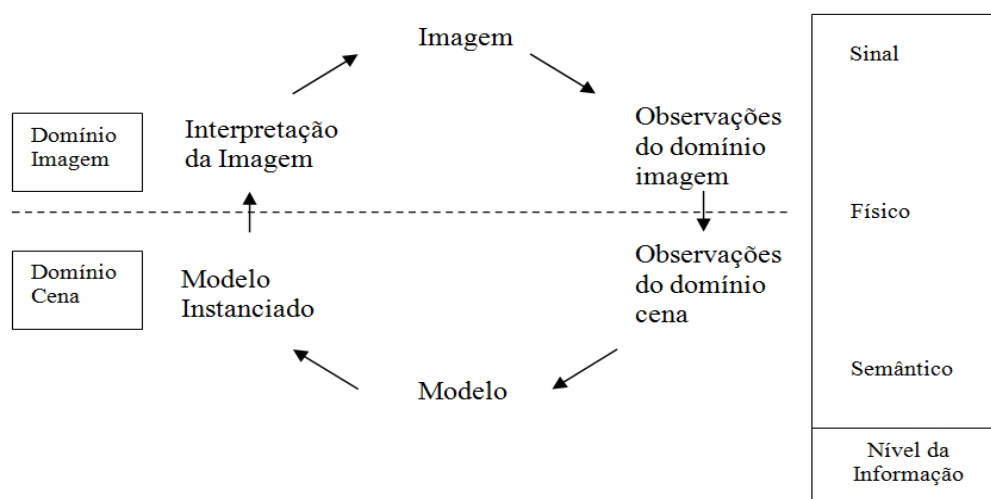 Imagem
Sinal
Domínio
Imagem
Interpretação
da Imagem
Observações
do domínio
imagem
Físico
Domínio
Cena
Modelo
Instanciado
Observações
do domínio
cena
Semântico
Modelo
Nível da
Informação